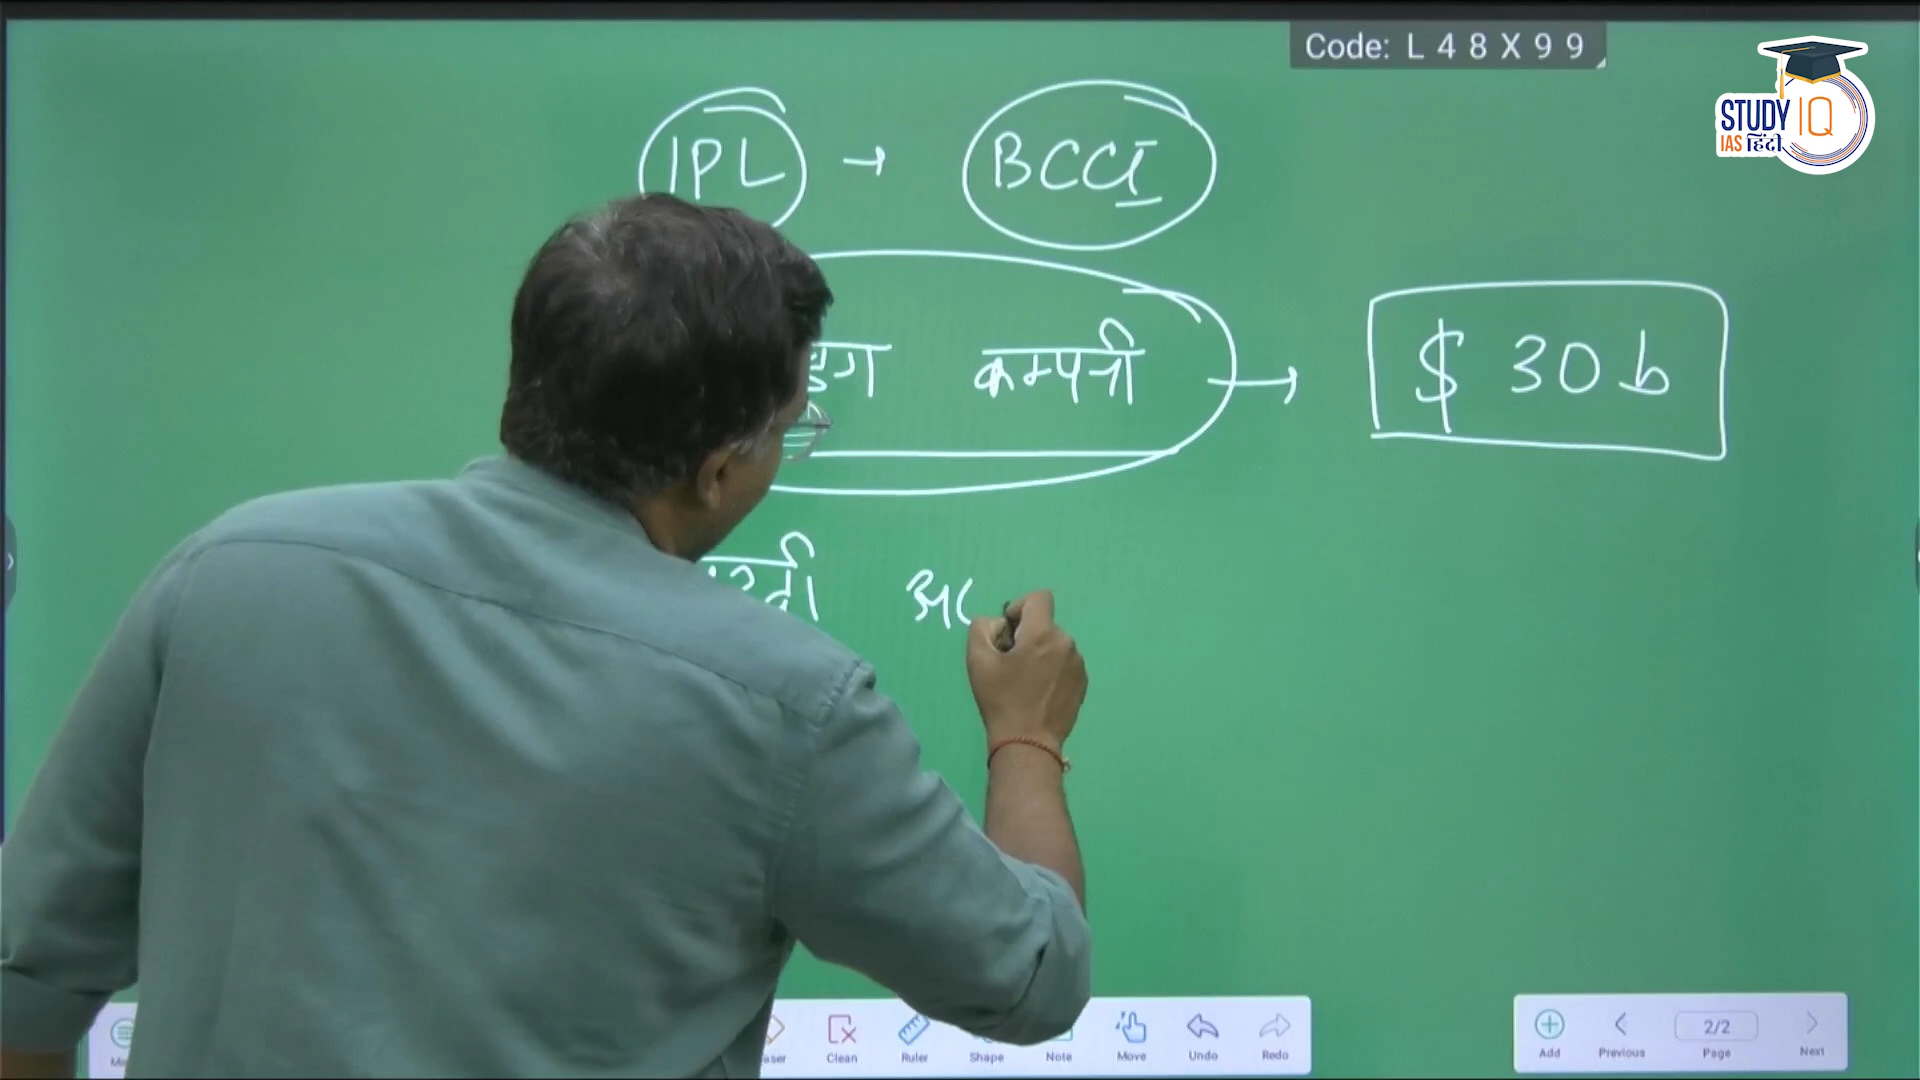 Code: L 4 8 X 9 9
STUDY IQ
IAS हिंदी
IPL → BCCI
कम्पनी → $ 30 b
Clean Ruler Shape Note Move Undo Redo
Add Previous 2/2 Page Next